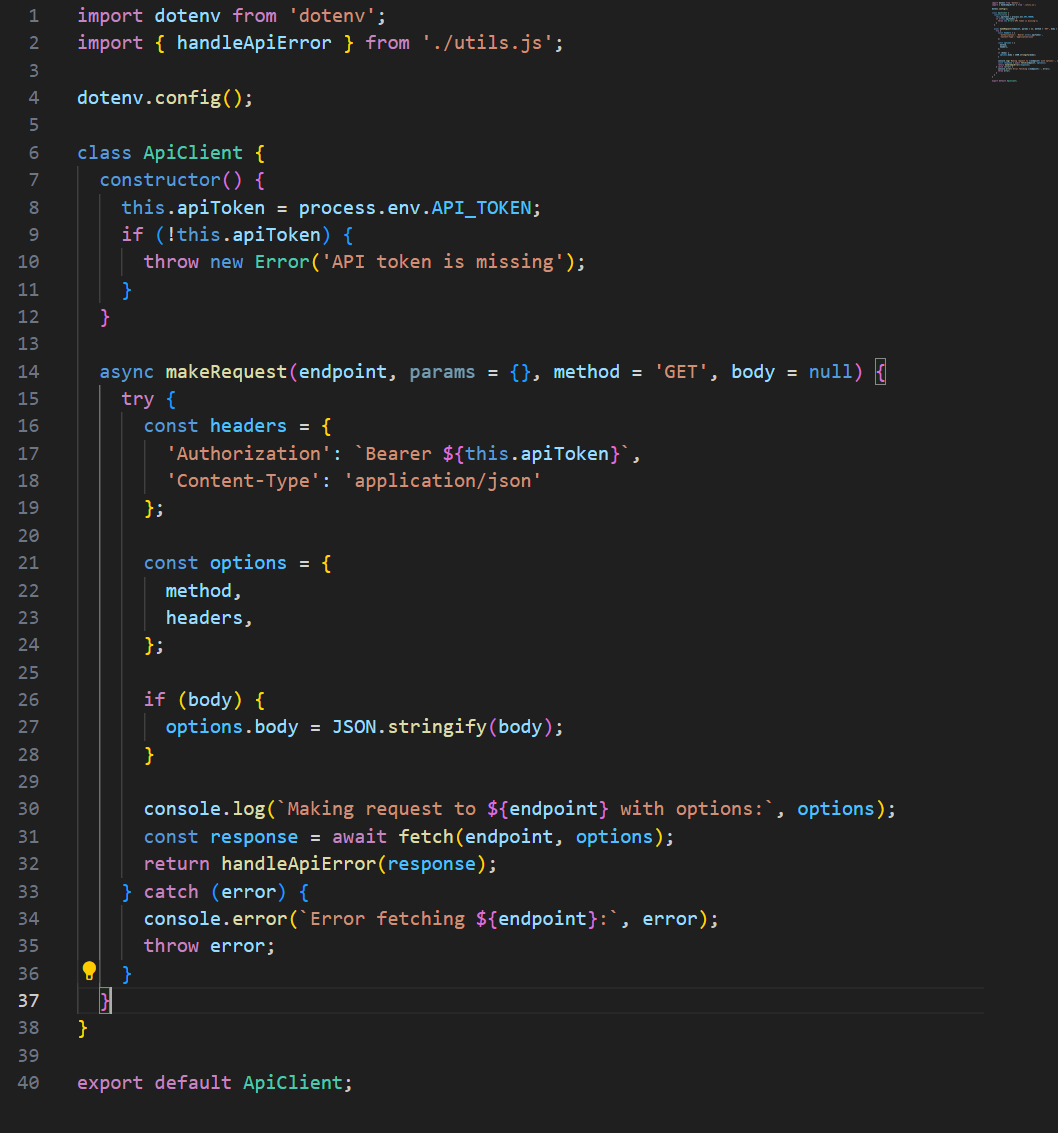 1 import dotenv from 'dotenv';
2 import { handleApiError } from './utils.js';
3
4 dotenv.config();
5
6 class ApiClient {
7   constructor() {
8     this.apiToken = process.env.API_TOKEN;
9     if (!this.apiToken) {
10       throw new Error('API token is missing');
11     }
12   }
13
14   async makeRequest(endpoint, params = {}, method = 'GET', body = null) {
15     try {
16       const headers = {
17         'Authorization': `Bearer ${this.apiToken}`,
18         'Content-Type': 'application/json'
19       };
20
21       const options = {
22         method,
23         headers,
24       };
25
26       if (body) {
27         options.body = JSON.stringify(body);
28       }
29
30       console.log(`Making request to ${endpoint} with options:`, options);
31       const response = await fetch(endpoint, options);
32       return handleApiError(response);
33     } catch (error) {
34       console.error(`Error fetching ${endpoint}:`, error);
35       throw error;
36     }
37   }
38 }
39
40 export default ApiClient;